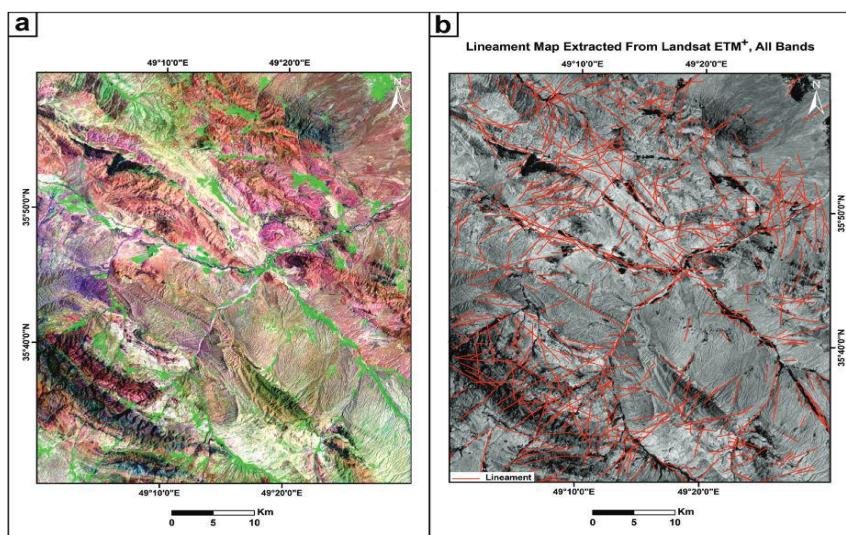 a
49°10'0"E
49°20'0"E
N
35°50'0"N
35°40'0"N
49°10'0"E
49°20'0"E
Km
0 5 10
b
Lineament Map Extracted From Landsat ETM+, All Bands
49°10'0"E
49°20'0"E
N
35°50'0"N
35°40'0"N
Lineament
49°10'0"E
49°20'0"E
Km
0 5 10